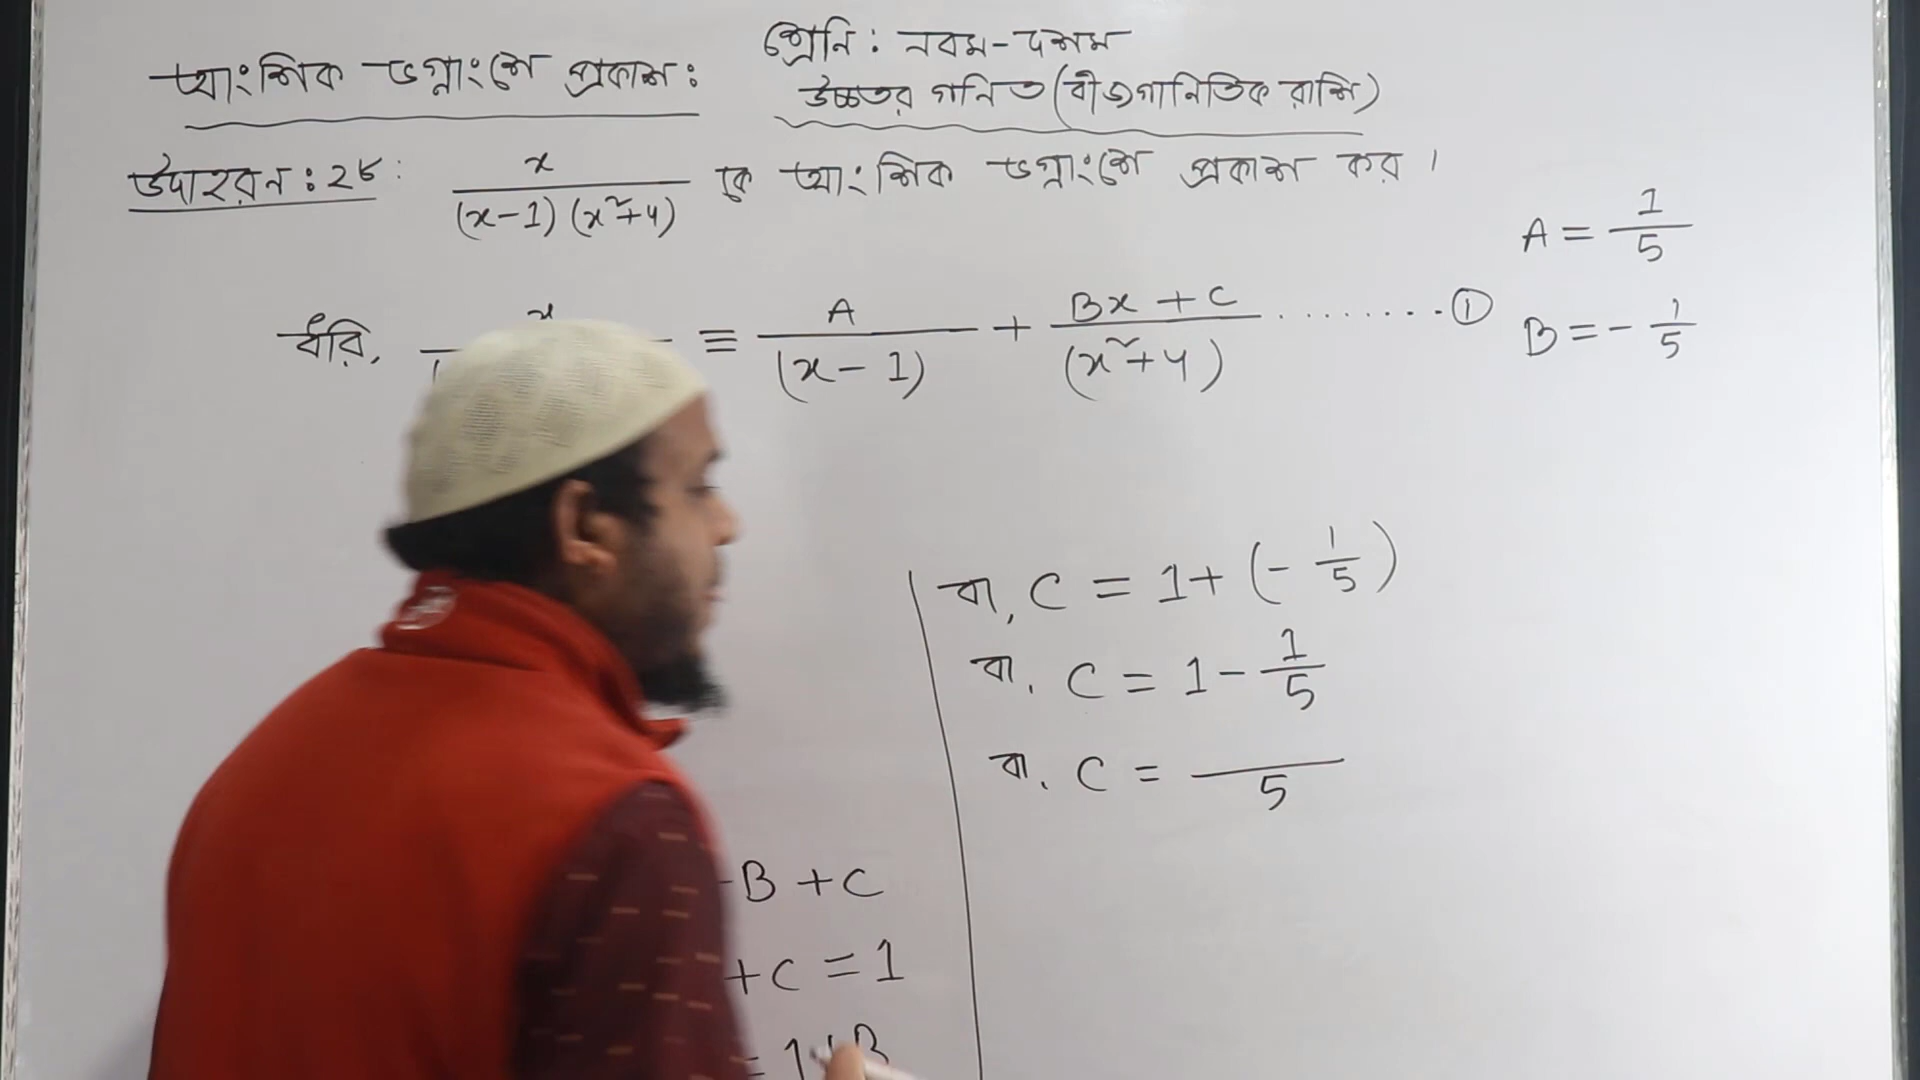 আংশিক ভগ্নাংশে প্রকাশ:
শ্রেনি: নবম-দশম
উচ্চতর গনিত (বীজগানিতিক রাশি)
উদাহরন: ২৮: x/((x-1)(x²+4)) কে আংশিক ভগ্নাংশে প্রকাশ কর।
A = 1/5
ধরি, x ≡ A/(x-1) + (Bx + C)/(x²+4) ......... ①
B = - 1/5
বা, C = 1 + (- 1/5)
বা, C = 1 - 1/5
বা, C = /5
-B + C
+C = 1
= 1+B